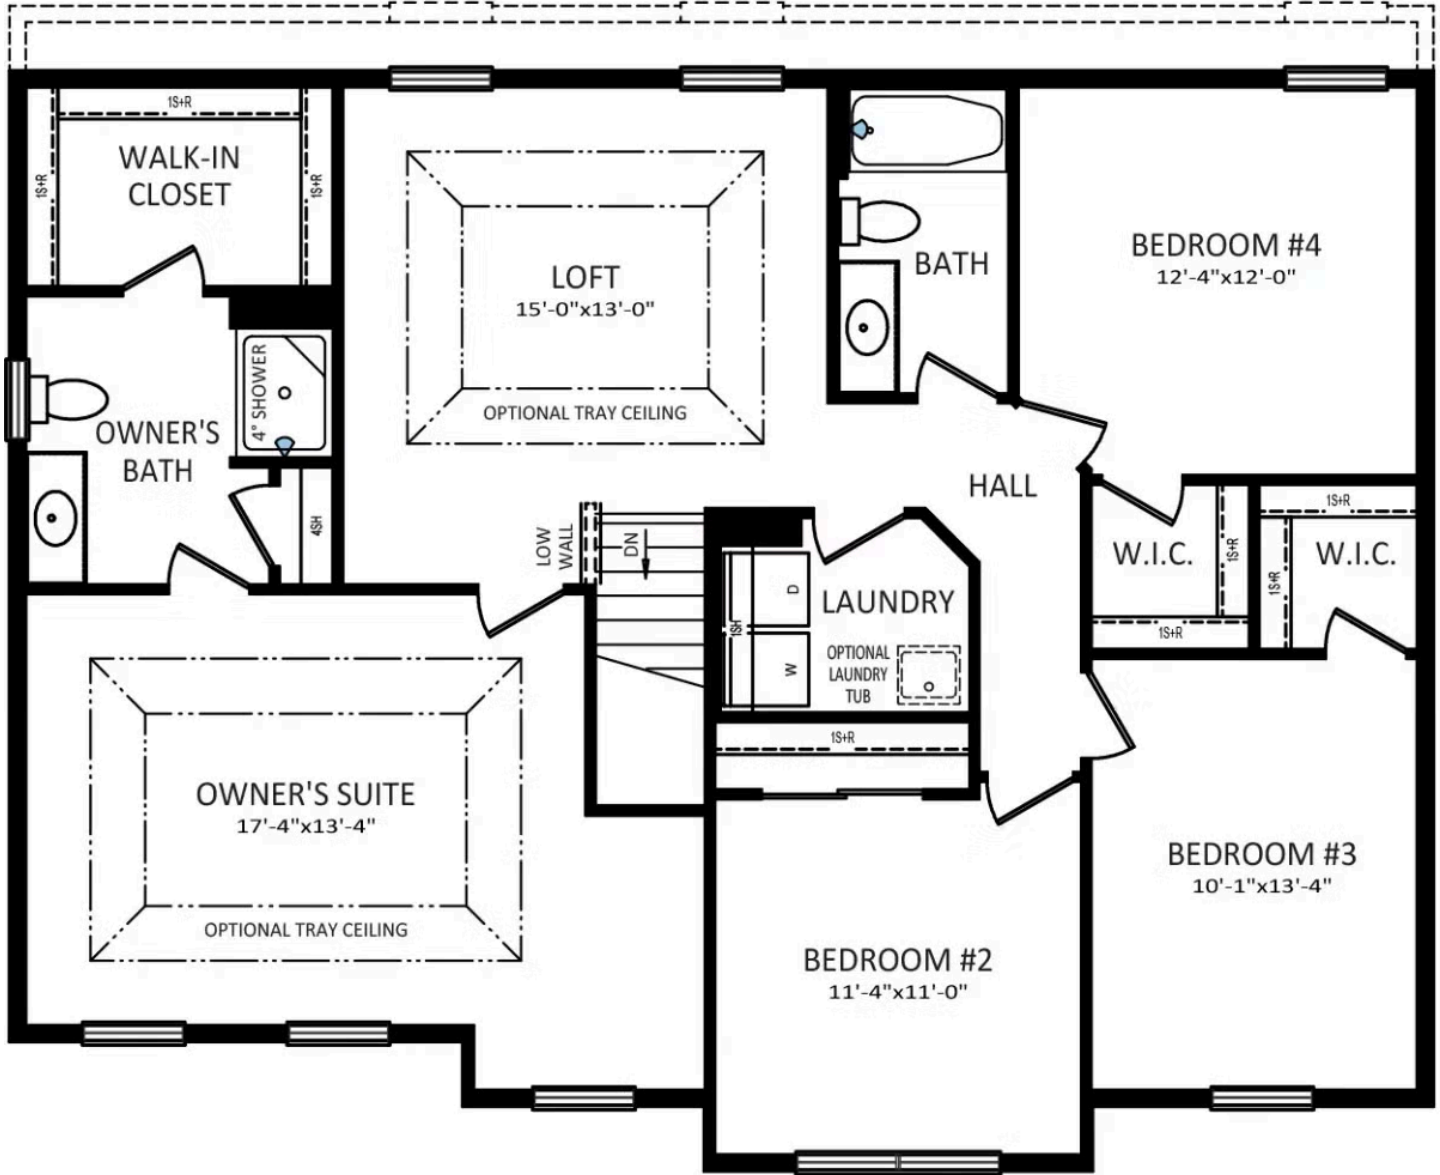 1S+R
1S+R
1S+R
WALK-IN
CLOSET
LOFT
15'-0"x13'-0"
OPTIONAL TRAY CEILING
BATH
BEDROOM #4
12'-4"x12'-0"
4° SHOWER
OWNER'S
BATH
4SH
LOW
WALL
DN
HALL
W.I.C.
1S+R
1S+R
1S+R
1S+R
W.I.C.
D
W
1SH
LAUNDRY
OPTIONAL
LAUNDRY
TUB
1S+R
OWNER'S SUITE
17'-4"x13'-4"
OPTIONAL TRAY CEILING
BEDROOM #3
10'-1"x13'-4"
BEDROOM #2
11'-4"x11'-0"